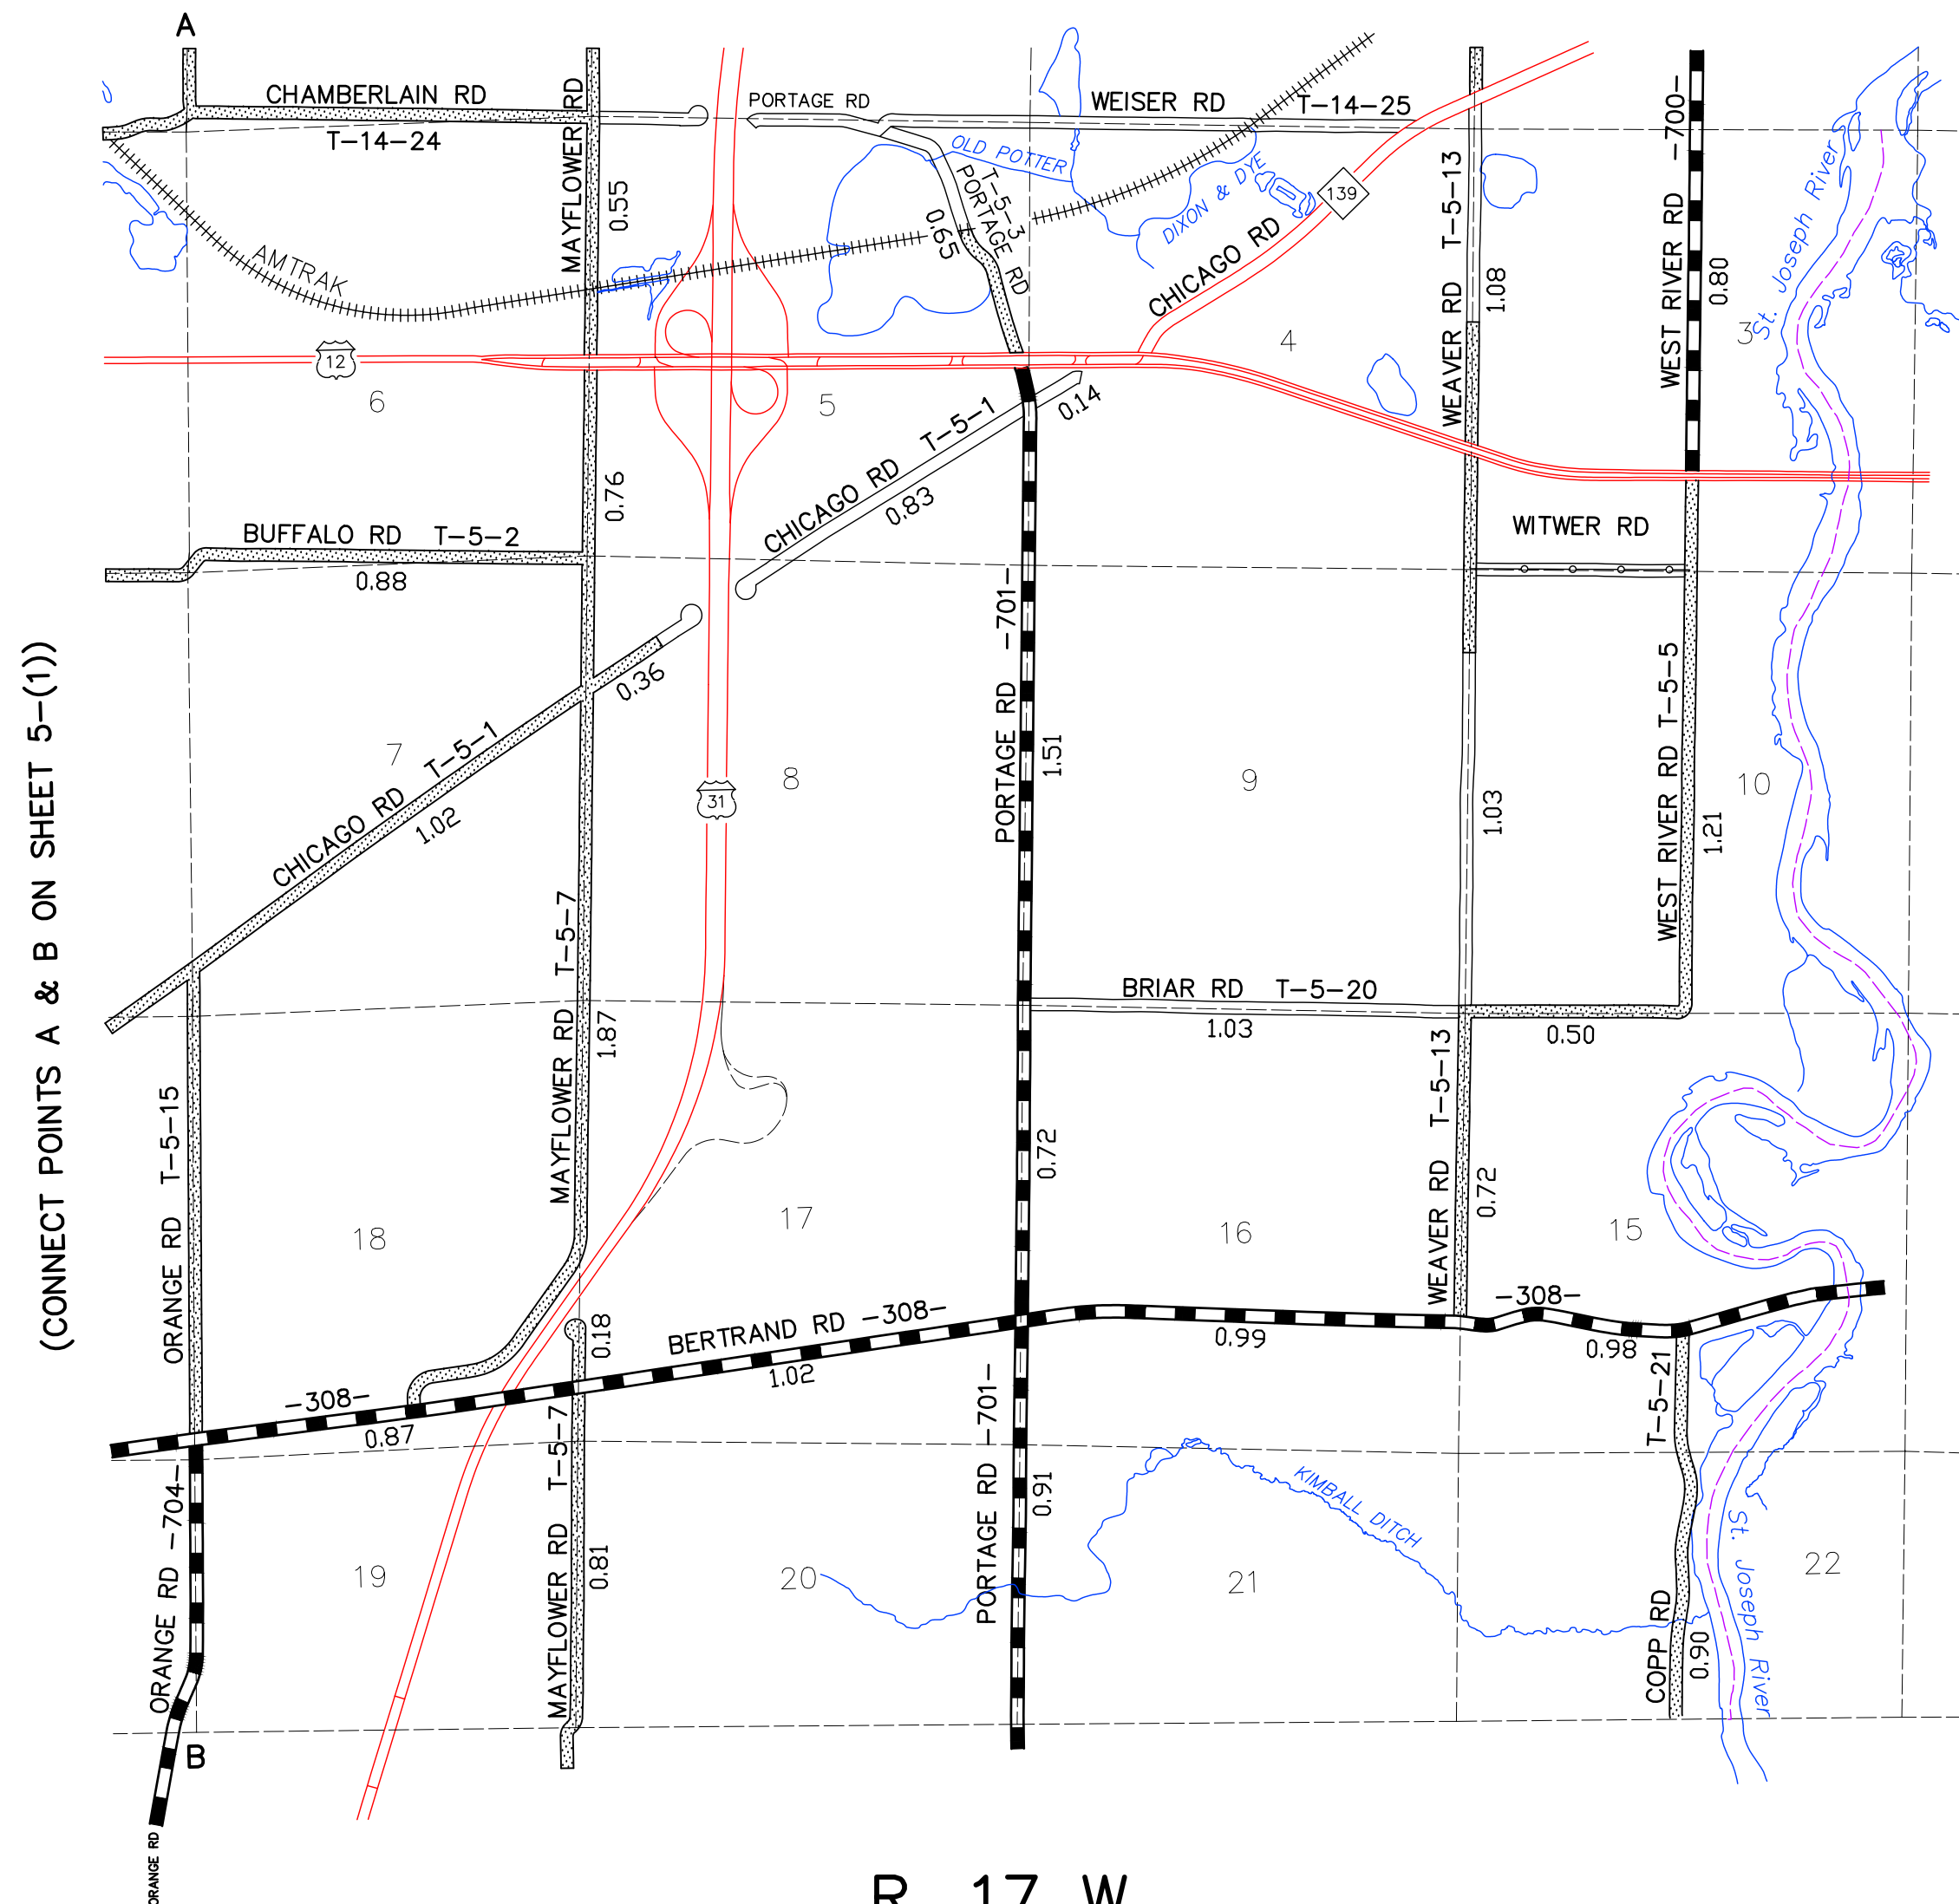 A
CHAMBERLAIN RD
T-14-24
MAYFLOWER RD
MAYFLOWER RD
0.55
PORTAGE RD
WEISER RD
T-14-25
OLD POTTER
T-5-3
PORTAGE RD
0.65
DIXON & DYE
139
CHICAGO RD
WEAVER RD T-5-13
1.08
WEST RIVER RD -700-
0.80
St. Joseph River
AMTRAK
12
6
5
4
3
0.76
CHICAGO RD T-5-1
0.83
0.14
BUFFALO RD T-5-2
0.88
WITWER RD
(CONNECT POINTS A & B ON SHEET 5-(1))
0.36
CHICAGO RD T-5-1
1.02
7
8
9
10
31
PORTAGE RD -701-
1.51
1.03
WEST RIVER RD T-5-5
1.21
MAYFLOWER RD T-5-7
1.87
BRIAR RD T-5-20
1.03
0.50
ORANGE RD T-5-15
0.72
WEAVER RD T-5-13
0.72
18
17
16
15
0.18
BERTRAND RD -308-
1.02
-308-
0.99
0.98
-308-
0.87
T-5-21
ORANGE RD -704-
MAYFLOWER RD T-5-7
0.81
PORTAGE RD -701-
0.91
KIMBALL DITCH
St. Joseph River
COPP RD
0.90
19
20
21
22
B
ORANGE RD
R 17 W